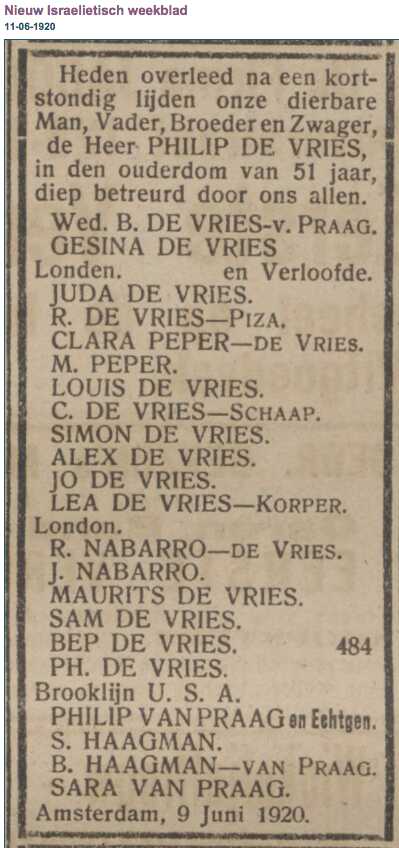 Nieuw Israelietisch weekblad
11-06-1920
Heden overleed na een kort-
stondig lijden onze dierbare
Man, Vader, Broeder en Zwager,
de Heer PHILIP DE VRIES,
in den ouderdom van 51 jaar,
diep betreurd door ons allen.
Wed. B. DE VRIES-v. PRAAG.
GESINA DE VRIES
Londen. en Verloofde.
JUDA DE VRIES.
R. DE VRIES—PIZA.
CLARA PEPER—DE VRIES.
M. PEPER.
LOUIS DE VRIES.
C. DE VRIES—SCHAAP.
SIMON DE VRIES.
ALEX DE VRIES.
JO DE VRIES.
LEA DE VRIES—KORPER.
London.
R. NABARRO—DE VRIES.
J. NABARRO.
MAURITS DE VRIES.
SAM DE VRIES.
BEP DE VRIES. 484
PH. DE VRIES.
Brooklijn U. S. A.
PHILIP VAN PRAAG en Echtgen.
S. HAAGMAN.
B. HAAGMAN—VAN PRAAG.
SARA VAN PRAAG.
Amsterdam, 9 Juni 1920.